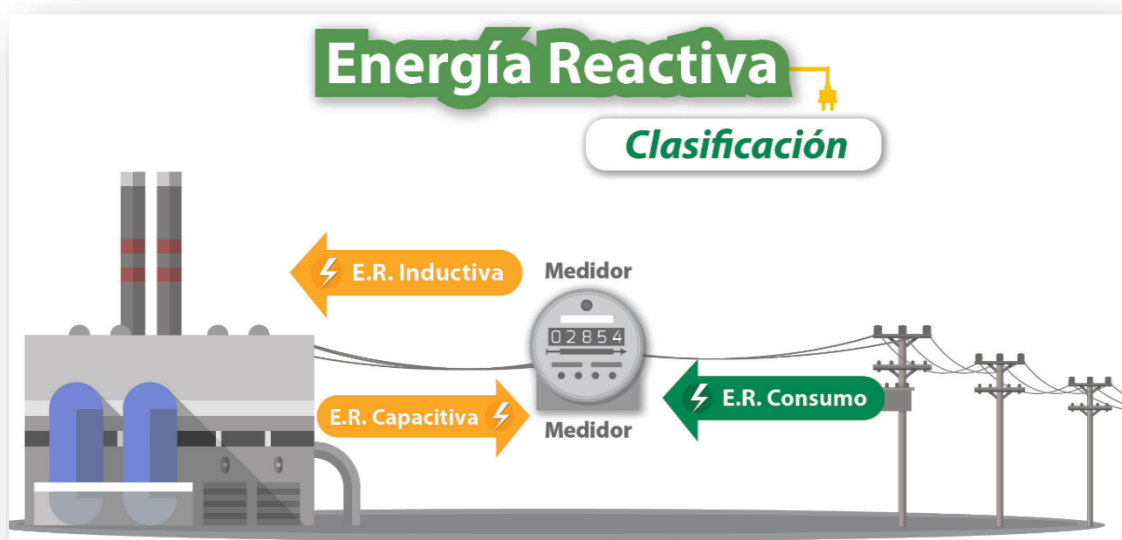 Energía Reactiva
Clasificación
E.R. Inductiva
Medidor
02854
E.R. Capacitiva
E.R. Consumo
Medidor